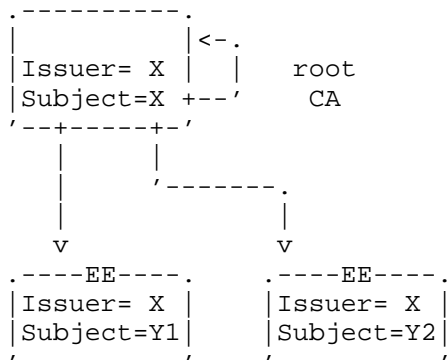 .----------.
|          |<-.
|Issuer= X |  |   root
|Subject=X +--'    CA
'--+-----+-'
   |     |
   |     '-------.
   |             |
   v             v
.----EE----.    .----EE----.
|Issuer= X |    |Issuer= X |
|Subject=Y1|    |Subject=Y2|
'          '    '          '